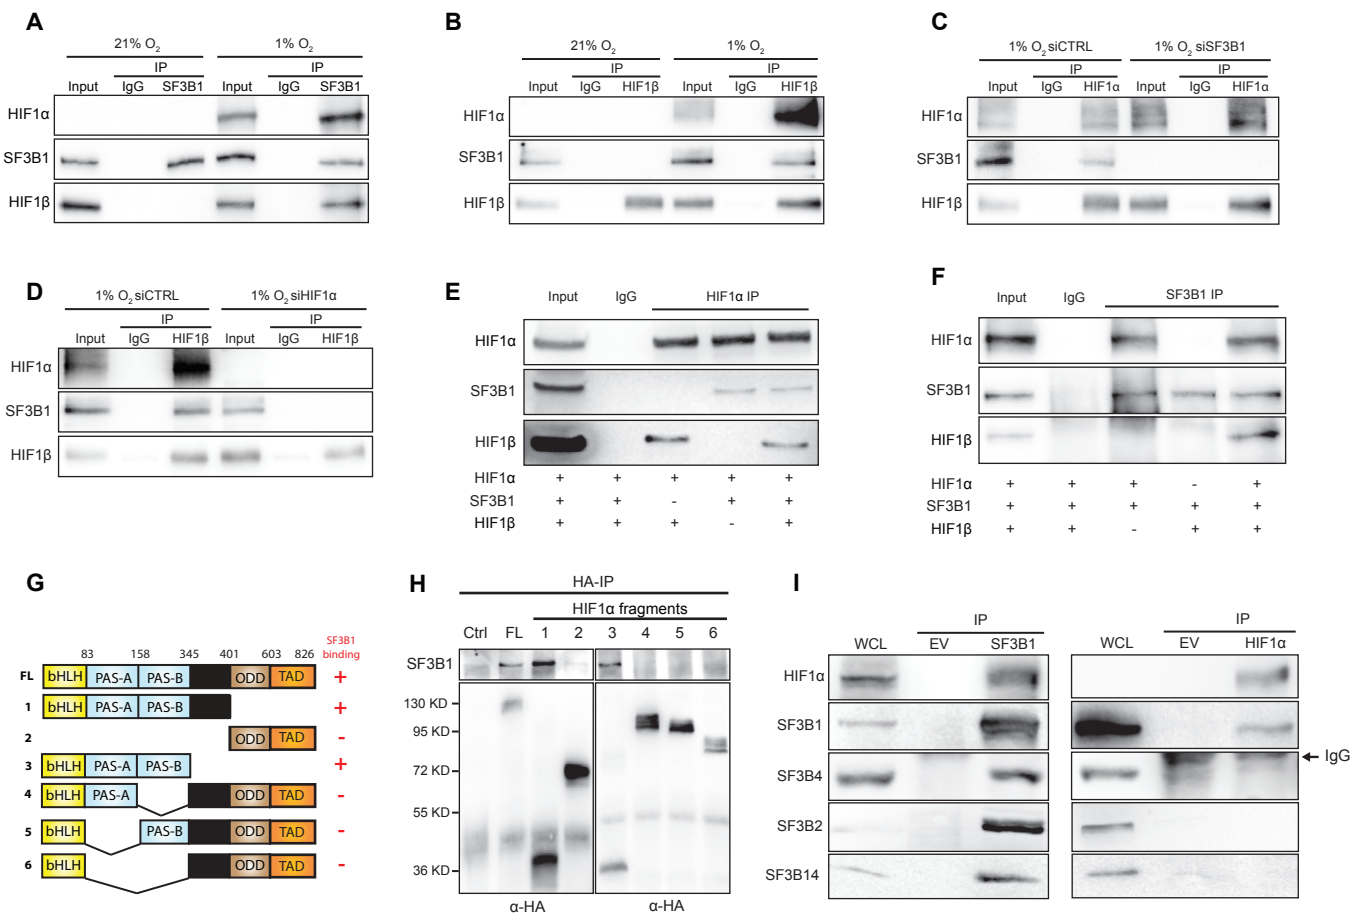 A
21% O2 1% O2
IP IP
Input IgG SF3B1 Input IgG SF3B1
HIF1α
SF3B1
HIF1β
B
21% O2 1% O2
IP IP
Input IgG HIF1β Input IgG HIF1β
HIF1α
SF3B1
HIF1β
C
1% O2 siCTRL 1% O2 siSF3B1
IP IP
Input IgG HIF1α Input IgG HIF1α
HIF1α
SF3B1
HIF1β
D
1% O2 siCTRL 1% O2 siHIF1α
IP IP
Input IgG HIF1β Input IgG HIF1β
HIF1α
SF3B1
HIF1β
E
Input IgG HIF1α IP
HIF1α
SF3B1
HIF1β
HIF1α + + + + +
SF3B1 + + - + +
HIF1β + + + - +
F
Input IgG SF3B1 IP
HIF1α
SF3B1
HIF1β
HIF1α + + + - +
SF3B1 + + + + +
HIF1β + + - + +
G
83 158 345 401 603 826 SF3B1
binding
FL bHLH PAS-A PAS-B ODD TAD +
1 bHLH PAS-A PAS-B +
2 ODD TAD -
3 bHLH PAS-A PAS-B +
4 bHLH PAS-A ODD TAD -
5 bHLH PAS-B ODD TAD -
6 bHLH ODD TAD -
H
HA-IP
HIF1α fragments
Ctrl FL 1 2 3 4 5 6
SF3B1
130 KD
95 KD
72 KD
55 KD
36 KD
α-HA α-HA
I
IP IP
WCL EV SF3B1 WCL EV HIF1α
HIF1α
SF3B1
SF3B4
IgG
SF3B2
SF3B14